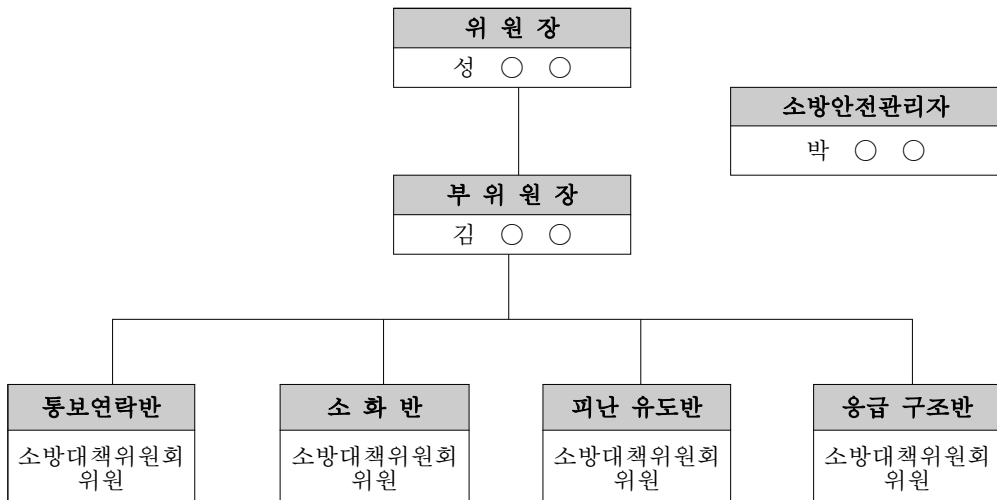 위 원 장
성 ○ ○
소방안전관리자
박 ○ ○
부 위 원 장
김 ○ ○
통보연락반
소방대책위원회
위원
소 화 반
소방대책위원회
위원
피난 유도반
소방대책위원회
위원
응급 구조반
소방대책위원회
위원